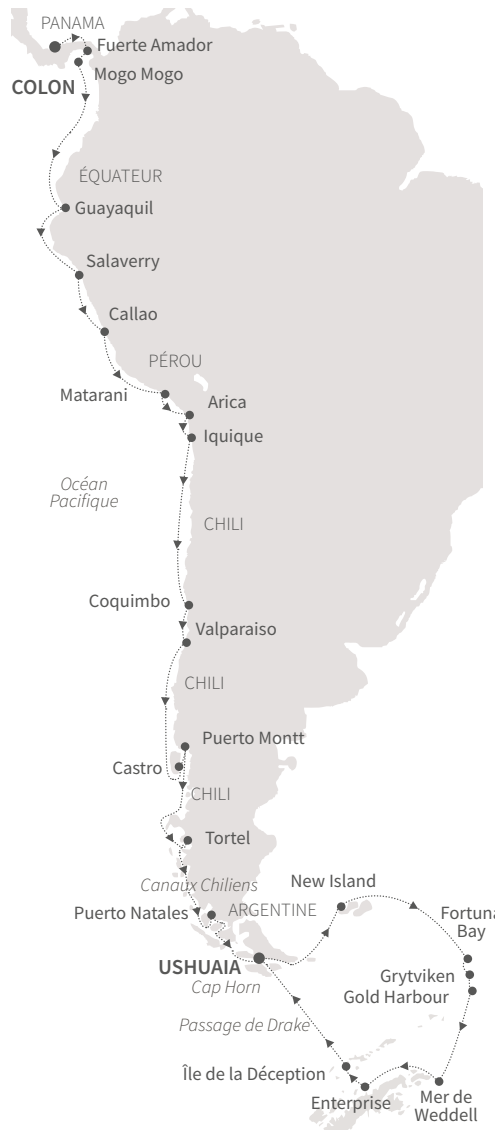 PANAMA
Fuerte Amador
Mogo Mogo
COLON
ÉQUATEUR
Guayaquil
Salaverry
Callao
PÉROU
Matarani
Arica
Iquique
Océan
Pacifique
CHILI
Coquimbo
Valparaiso
CHILI
Puerto Montt
Castro
CHILI
Tortel
Canaux Chiliens
New Island
Puerto Natales
ARGENTINE
Fortuna
Bay
USHUAIA
Grytviken
Cap Horn
Gold Harbour
Passage de Drake
Île de la Déception
Enterprise
Mer de
Weddell